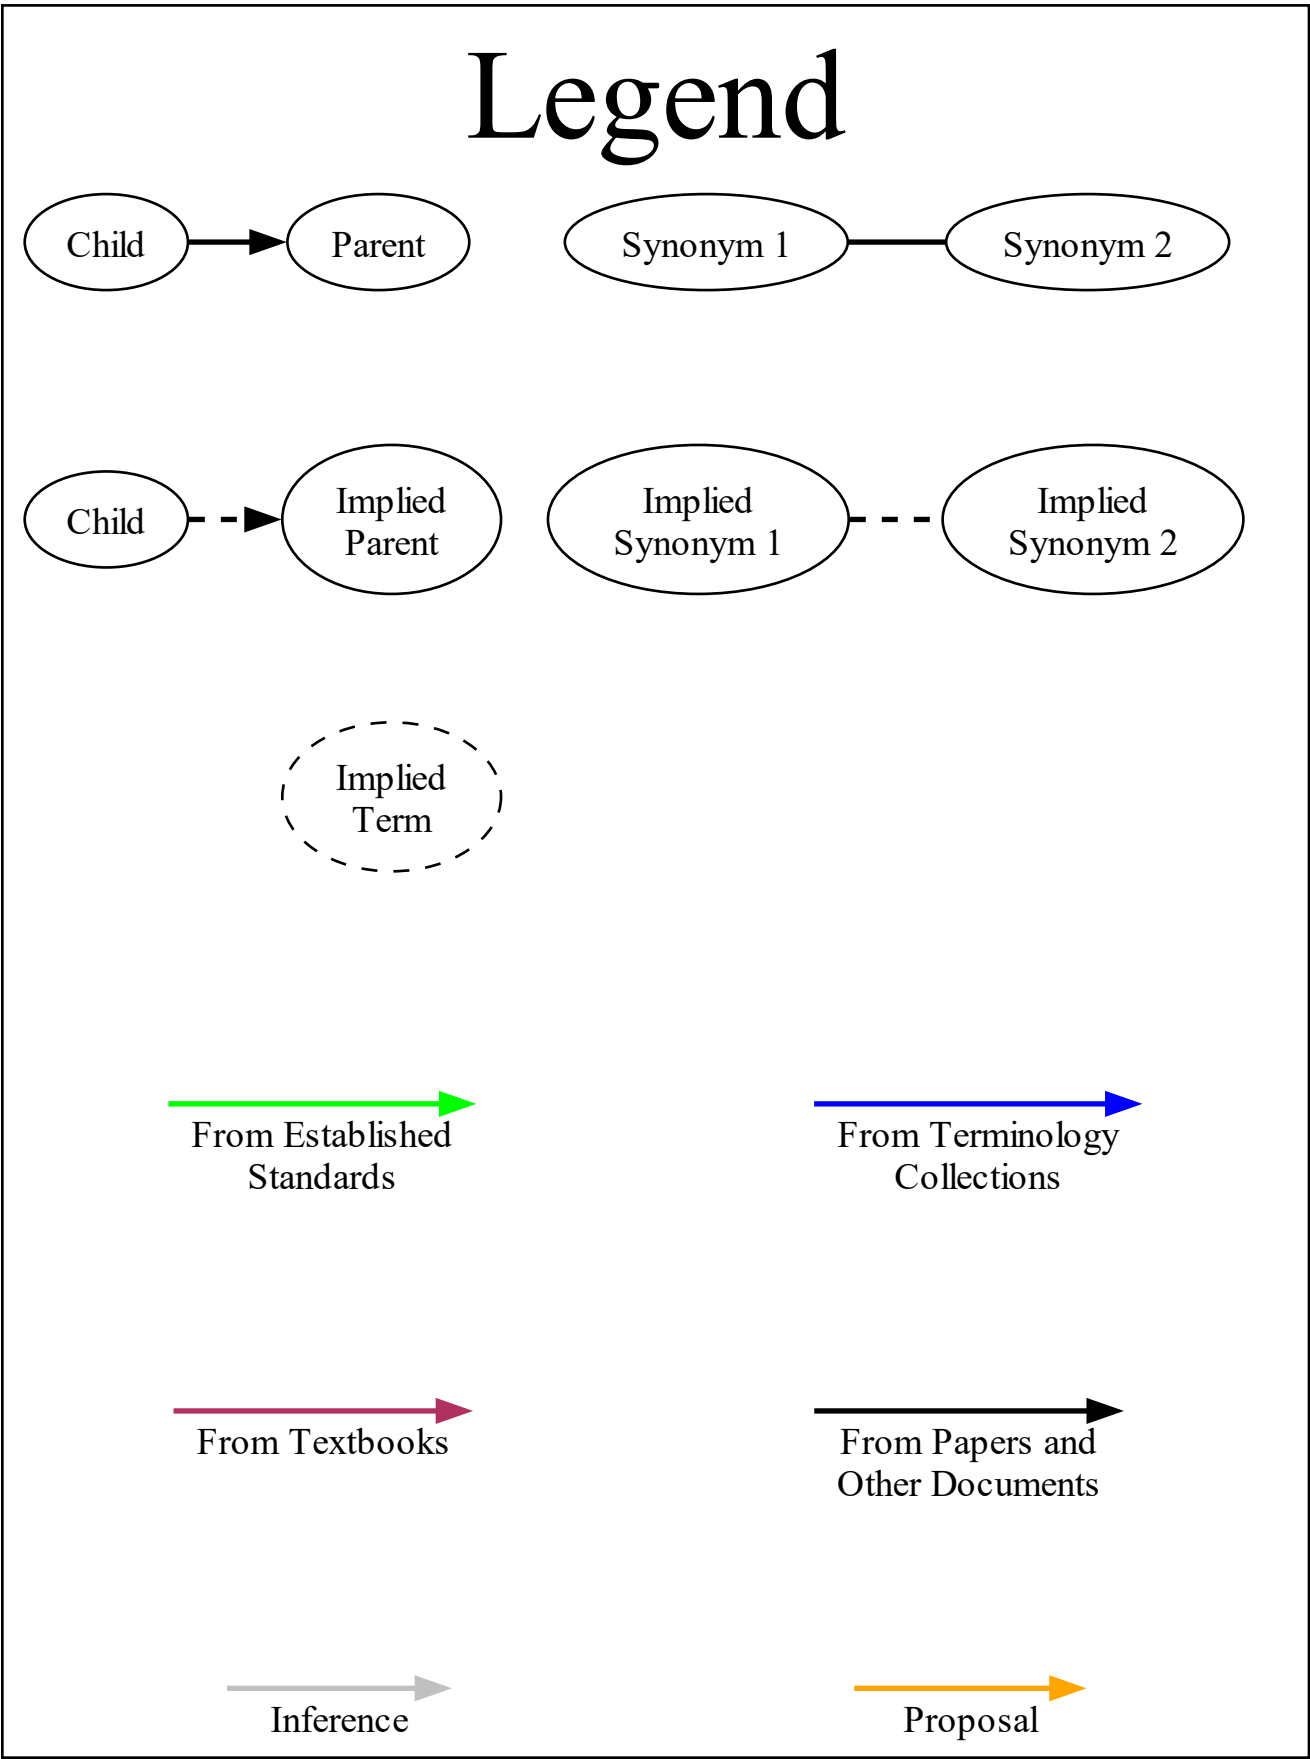 Legend
Child
Parent
Synonym 1
Synonym 2
Child
Implied
Parent
Implied
Synonym 1
Implied
Synonym 2
Implied
Term
From Established
Standards
From Terminology
Collections
From Textbooks
From Papers and
Other Documents
Inference
Proposal